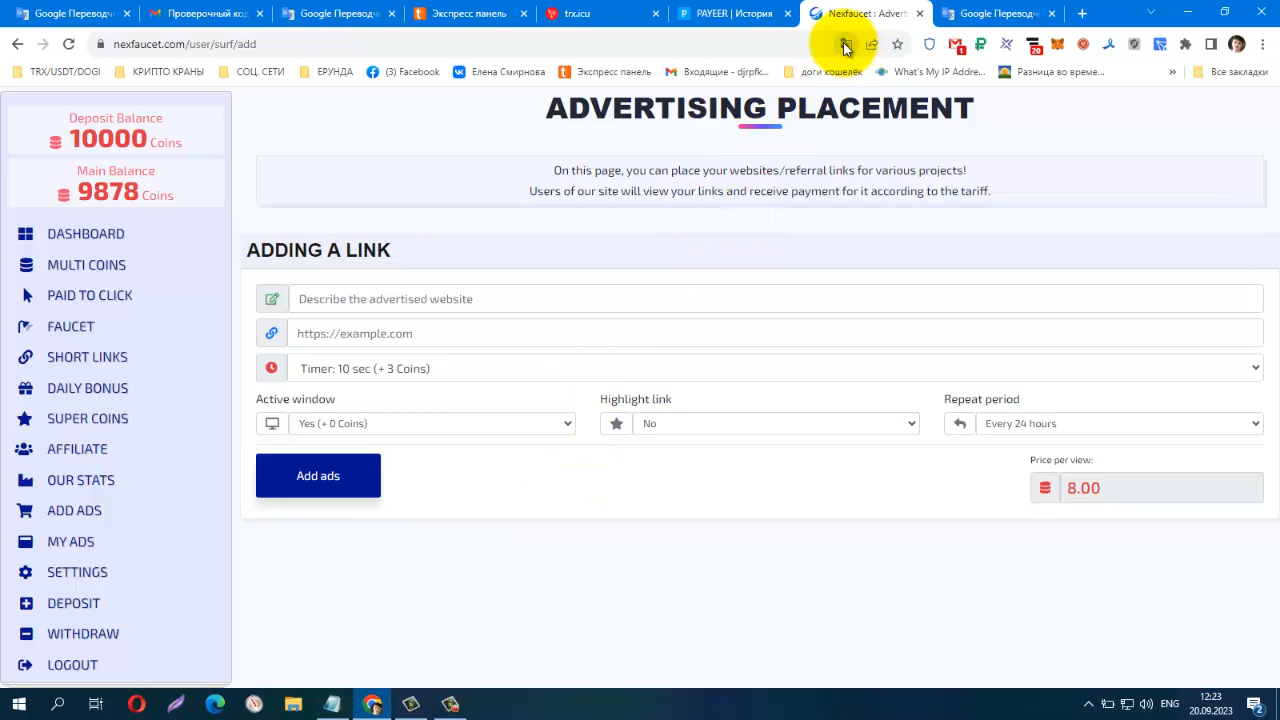 Google Переводч
Проверочный код
Google Переводч
Экспресс панель
trx.icu
PAYEER | История
Nexfaucet : Advert
Google Переводч
nexfaucet.com/user/surf/add
1
20
TRX/USDT/DOGI
КРИПТО КРАНЫ
СОЦ. СЕТИ
ЕРУНДА
Facebook
Елена Смирнова
Экспресс панель
Входящие - djrpfk...
доги кошелёк
What's My IP Addre...
Разница во време...
»
Все закладки
Deposit Balance
10000 Coins
Main Balance
9878 Coins
DASHBOARD
MULTI COINS
PAID TO CLICK
FAUCET
SHORT LINKS
DAILY BONUS
SUPER COINS
AFFILIATE
OUR STATS
ADD ADS
MY ADS
SETTINGS
DEPOSIT
WITHDRAW
LOGOUT
ADVERTISING PLACEMENT
On this page, you can place your websites/referral links for various projects!
Users of our site will view your links and receive payment for it according to the tariff.
ADDING A LINK
Describe the advertised website
https://example.com
Timer: 10 sec (+ 3 Coins)
Active window
Highlight link
Repeat period
Yes (+ 0 Coins)
No
Every 24 hours
Price per view:
Add ads
8.00
ENG
12:23
20.09.2023
2